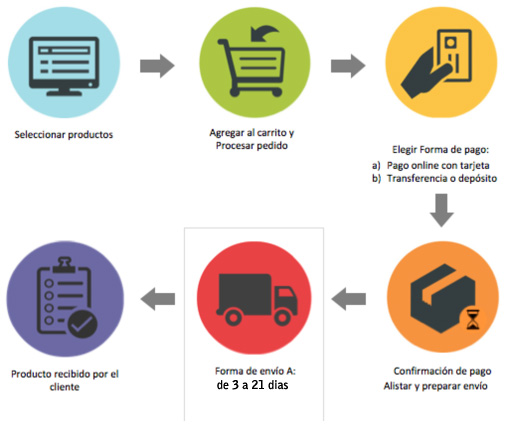 Seleccionar productos
Agregar al carrito y
Procesar pedido
Elegir Forma de pago:
a) Pago online con tarjeta
b) Transferencia o depósito
Confirmación de pago
Alistar y preparar envío
Forma de envío A:
de 3 a 21 dias
Producto recibido por el
cliente